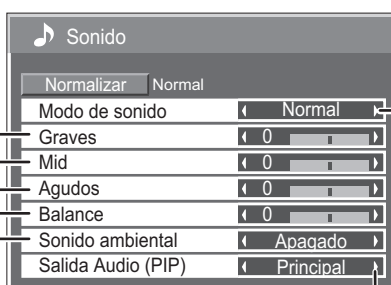 Sonido
Normalizar Normal
Modo de sonido Normal
Graves 0
Mid 0
Agudos 0
Balance 0
Sonido ambiental Apagado
Salida Audio (PIP) Principal